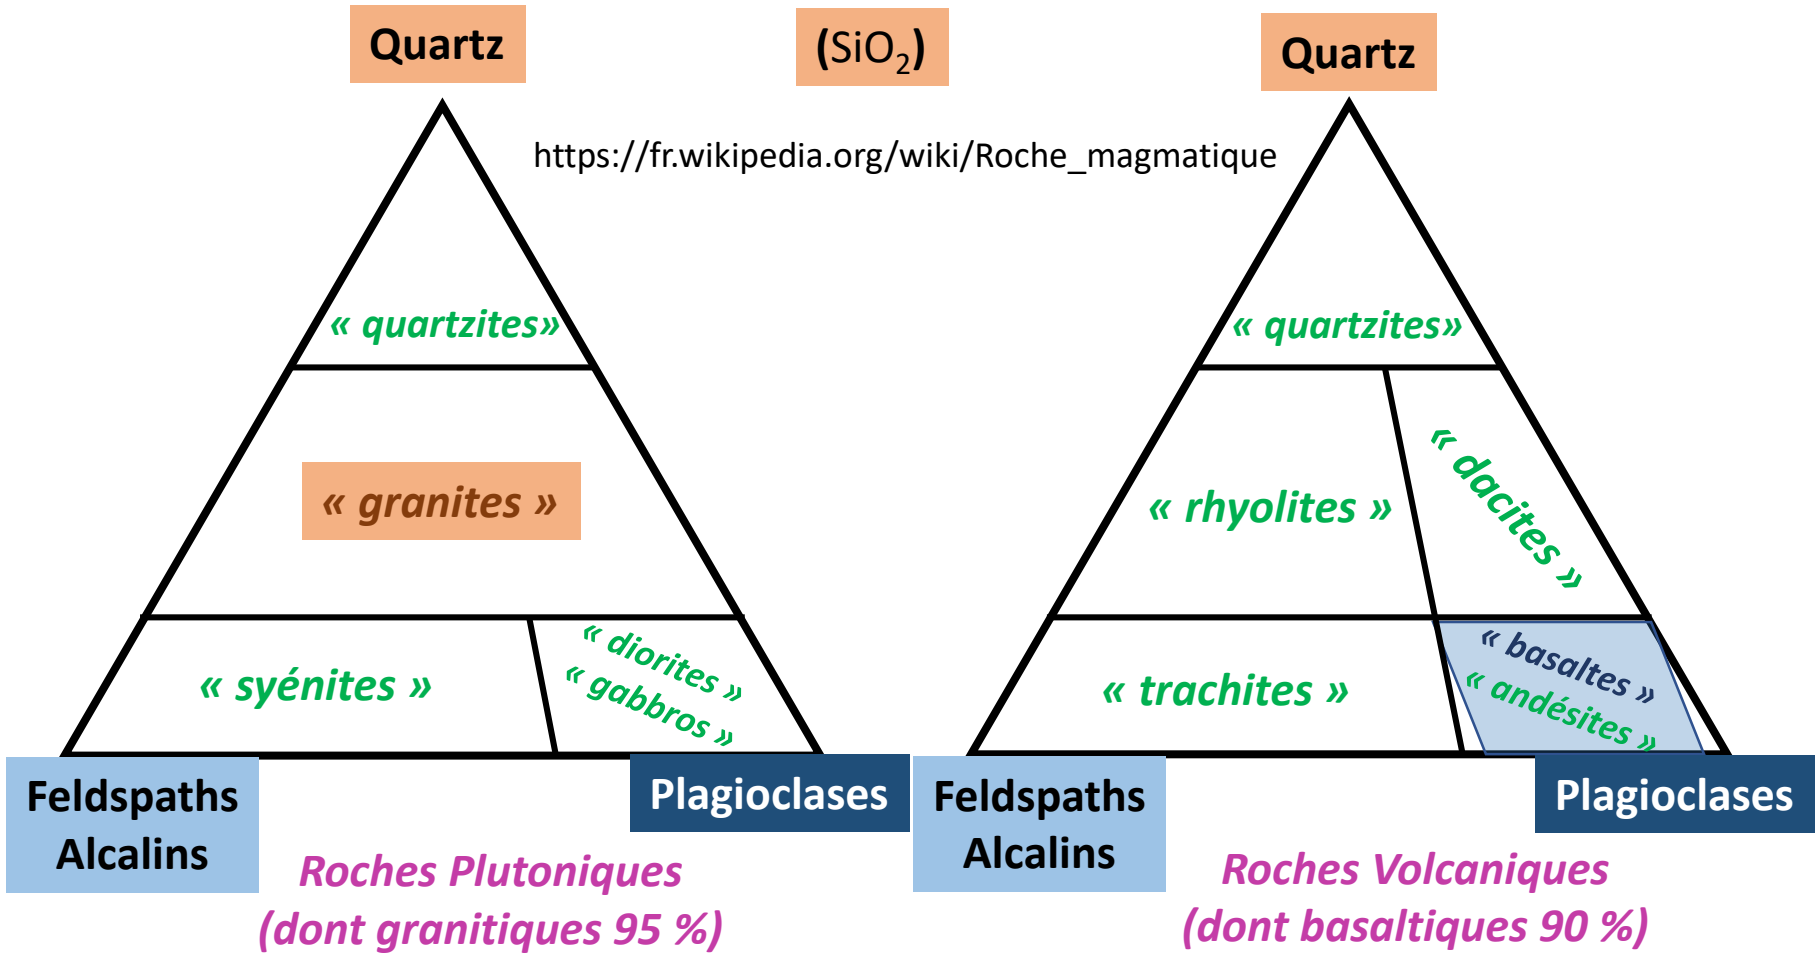 Quartz
(SiO₂)
Quartz
https://fr.wikipedia.org/wiki/Roche_magmatique
« quartzites»
« quartzites»
« granites »
« rhyolites »
« dacites »
« syénites »
« diorites »
« gabbros »
« trachites »
« basaltes »
« andésites »
Feldspaths
Alcalins
Plagioclases
Feldspaths
Alcalins
Plagioclases
Roches Plutoniques
(dont granitiques 95 %)
Roches Volcaniques
(dont basaltiques 90 %)